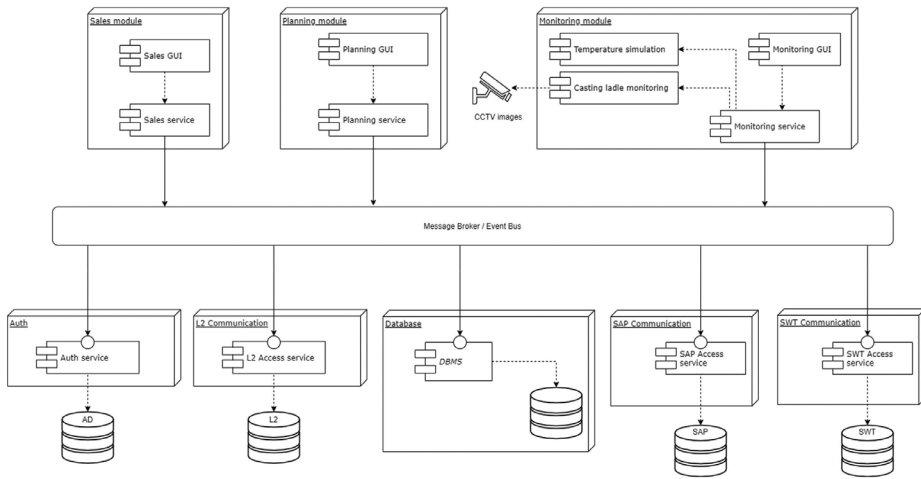 Sales module
Sales GUI
Sales service
Planning module
Planning GUI
Planning service
Monitoring module
Temperature simulation
Monitoring GUI
Casting ladle monitoring
CCTV images
Monitoring service
Message Broker / Event Bus
Auth
Auth service
AD
L2 Communication
L2 Access service
L2
Database
DBMS
SAP Communication
SAP Access
service
SAP
SWT Communication
SWT Access
service
SWT